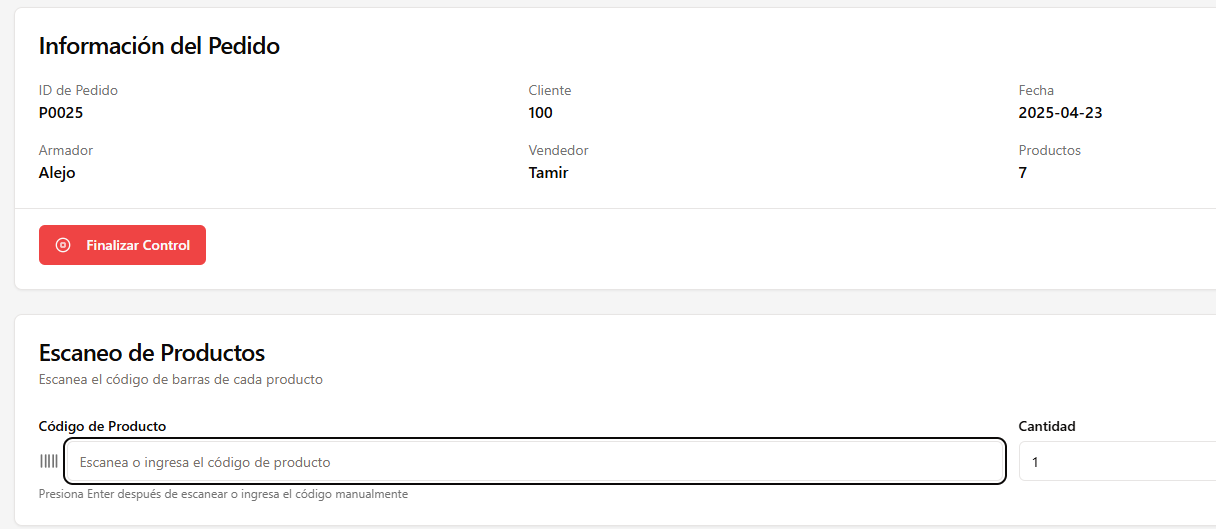 Información del Pedido
ID de Pedido
P0025
Cliente
100
Fecha
2025-04-23
Armador
Alejo
Vendedor
Tamir
Productos
7
Finalizar Control
Escaneo de Productos
Escanea el código de barras de cada producto
Código de Producto
Escanea o ingresa el código de producto
Presiona Enter después de escanear o ingresa el código manualmente
Cantidad
1